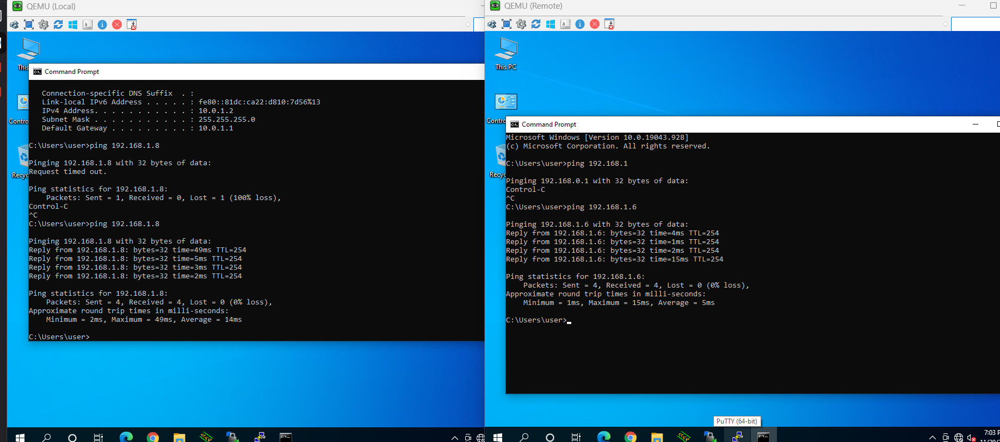 QEMU (Local)
This
Contro
Recyc
Command Prompt
Connection-specific DNS Suffix  . :
Link-local IPv6 Address . . . . . : fe80::81dc:ca22:d810:7d56%13
IPv4 Address. . . . . . . . . . . : 10.0.1.2
Subnet Mask . . . . . . . . . . . : 255.255.255.0
Default Gateway . . . . . . . . . : 10.0.1.1
C:\Users\user>ping 192.168.1.8
Pinging 192.168.1.8 with 32 bytes of data:
Request timed out.
Ping statistics for 192.168.1.8:
Packets: Sent = 1, Received = 0, Lost = 1 (100% loss),
Control-C
^C
C:\Users\user>ping 192.168.1.8
Pinging 192.168.1.8 with 32 bytes of data:
Reply from 192.168.1.8: bytes=32 time=49ms TTL=254
Reply from 192.168.1.8: bytes=32 time=5ms TTL=254
Reply from 192.168.1.8: bytes=32 time=3ms TTL=254
Reply from 192.168.1.8: bytes=32 time=2ms TTL=254
Ping statistics for 192.168.1.8:
Packets: Sent = 4, Received = 4, Lost = 0 (0% loss),
Approximate round trip times in milli-seconds:
Minimum = 2ms, Maximum = 49ms, Average = 14ms
C:\Users\user>
QEMU (Remote)
This PC
Contro
Recyc
Command Prompt
Microsoft Windows [Version 10.0.19043.928]
(c) Microsoft Corporation. All rights reserved.
C:\Users\user>ping 192.168.1
Pinging 192.168.0.1 with 32 bytes of data:
Control-C
^C
C:\Users\user>ping 192.168.1.6
Pinging 192.168.1.6 with 32 bytes of data:
Reply from 192.168.1.6: bytes=32 time=4ms TTL=254
Reply from 192.168.1.6: bytes=32 time=1ms TTL=254
Reply from 192.168.1.6: bytes=32 time=2ms TTL=254
Reply from 192.168.1.6: bytes=32 time=15ms TTL=254
Ping statistics for 192.168.1.6:
Packets: Sent = 4, Received = 4, Lost = 0 (0% loss),
Approximate round trip times in milli-seconds:
Minimum = 1ms, Maximum = 15ms, Average = 5ms
C:\Users\user>
PuTTY (64-bit)
7:03 P